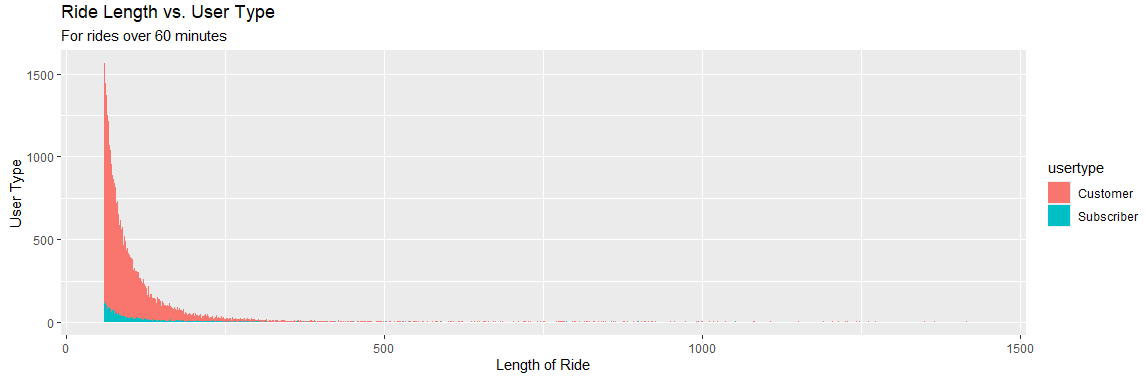 Ride Length vs. User Type
For rides over 60 minutes
1500
1000
500
0
User Type
0 500 1000 1500
Length of Ride
usertype
Customer
Subscriber